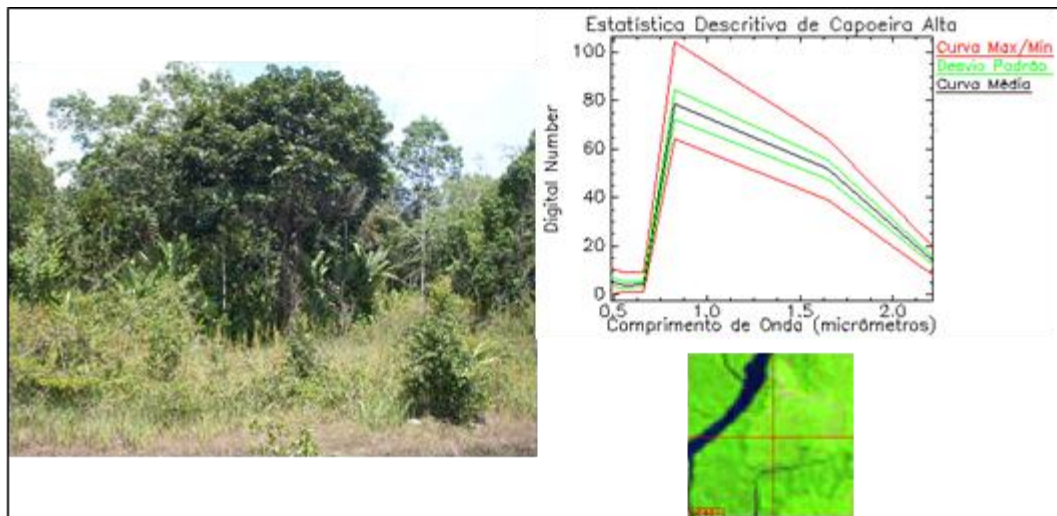 Estatística Descritiva de Capoeira Alta
100
80
60
40
20
0
Digital Number
0.5 1.0 1.5 2.0
Comprimento de Onda (micrômetros)
Curva Max/Min
Desvio Padrão
Curva Média